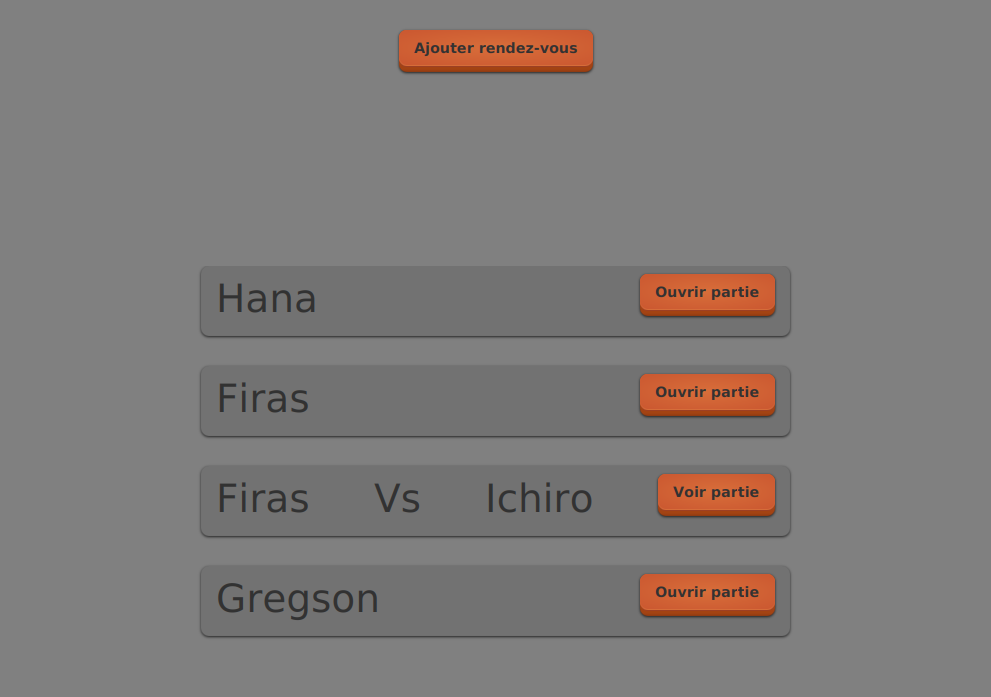 Ajouter rendez-vous
Hana Ouvrir partie
Firas Ouvrir partie
Firas Vs Ichiro Voir partie
Gregson Ouvrir partie